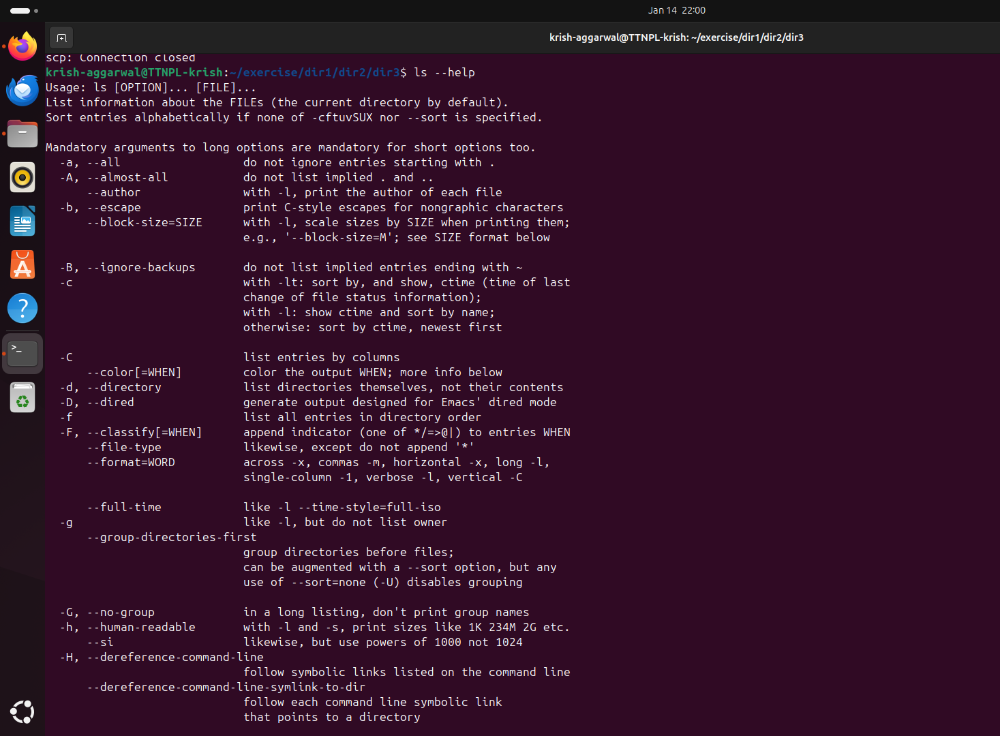 Jan 14 22:00
krish-aggarwal@TTNPL-krish: ~/exercise/dir1/dir2/dir3
scp: Connection closed
krish-aggarwal@TTNPL-krish:~/exercise/dir1/dir2/dir3$ ls --help
Usage: ls [OPTION]... [FILE]...
List information about the FILEs (the current directory by default).
Sort entries alphabetically if none of -cftuvSUX nor --sort is specified.

Mandatory arguments to long options are mandatory for short options too.
  -a, --all                  do not ignore entries starting with .
  -A, --almost-all           do not list implied . and ..
      --author               with -l, print the author of each file
  -b, --escape               print C-style escapes for nongraphic characters
      --block-size=SIZE      with -l, scale sizes by SIZE when printing them;
                             e.g., '--block-size=M'; see SIZE format below

  -B, --ignore-backups       do not list implied entries ending with ~
  -c                         with -lt: sort by, and show, ctime (time of last
                             change of file status information);
                             with -l: show ctime and sort by name;
                             otherwise: sort by ctime, newest first

  -C                         list entries by columns
      --color[=WHEN]         color the output WHEN; more info below
  -d, --directory            list directories themselves, not their contents
  -D, --dired                generate output designed for Emacs' dired mode
  -f                         list all entries in directory order
  -F, --classify[=WHEN]      append indicator (one of */=>@|) to entries WHEN
      --file-type            likewise, except do not append '*'
      --format=WORD          across -x, commas -m, horizontal -x, long -l,
                             single-column -1, verbose -l, vertical -C

      --full-time            like -l --time-style=full-iso
  -g                         like -l, but do not list owner
      --group-directories-first
                             group directories before files;
                             can be augmented with a --sort option, but any
                             use of --sort=none (-U) disables grouping

  -G, --no-group             in a long listing, don't print group names
  -h, --human-readable       with -l and -s, print sizes like 1K 234M 2G etc.
      --si                   likewise, but use powers of 1000 not 1024
  -H, --dereference-command-line
                             follow symbolic links listed on the command line
      --dereference-command-line-symlink-to-dir
                             follow each command line symbolic link
                             that points to a directory